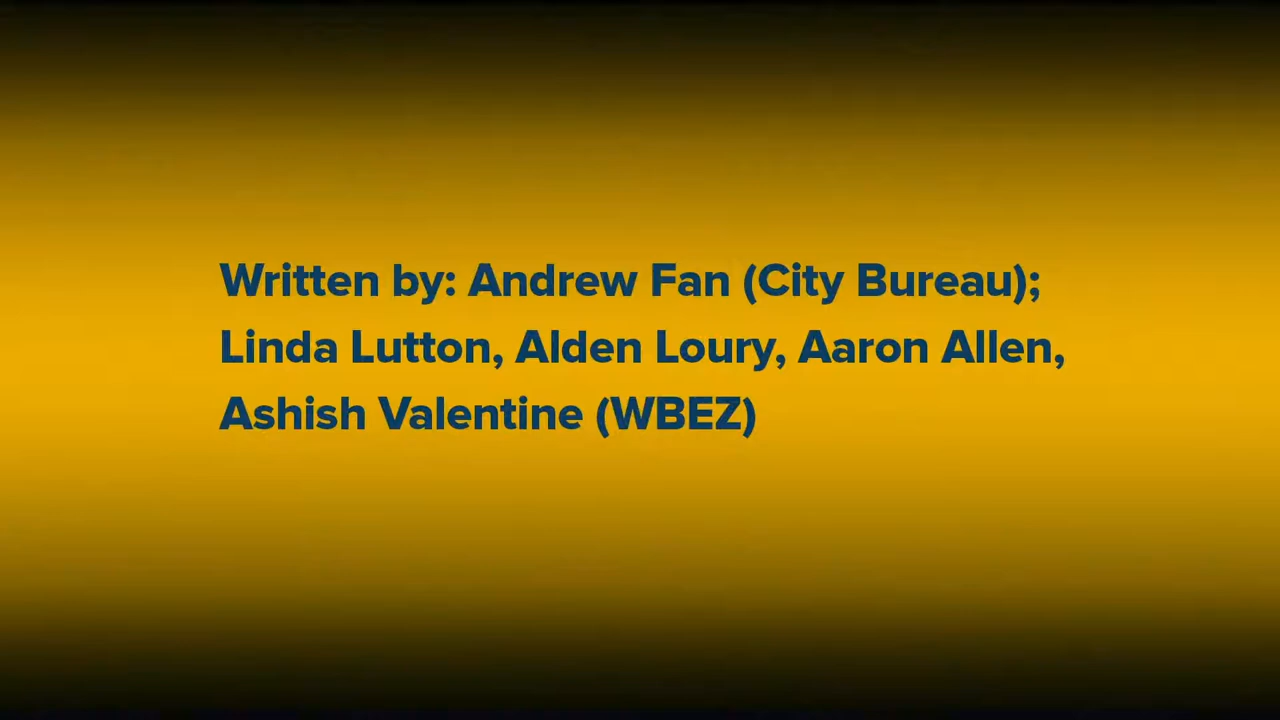 Written by: Andrew Fan (City Bureau);
Linda Lutton, Alden Loury, Aaron Allen,
Ashish Valentine (WBEZ)